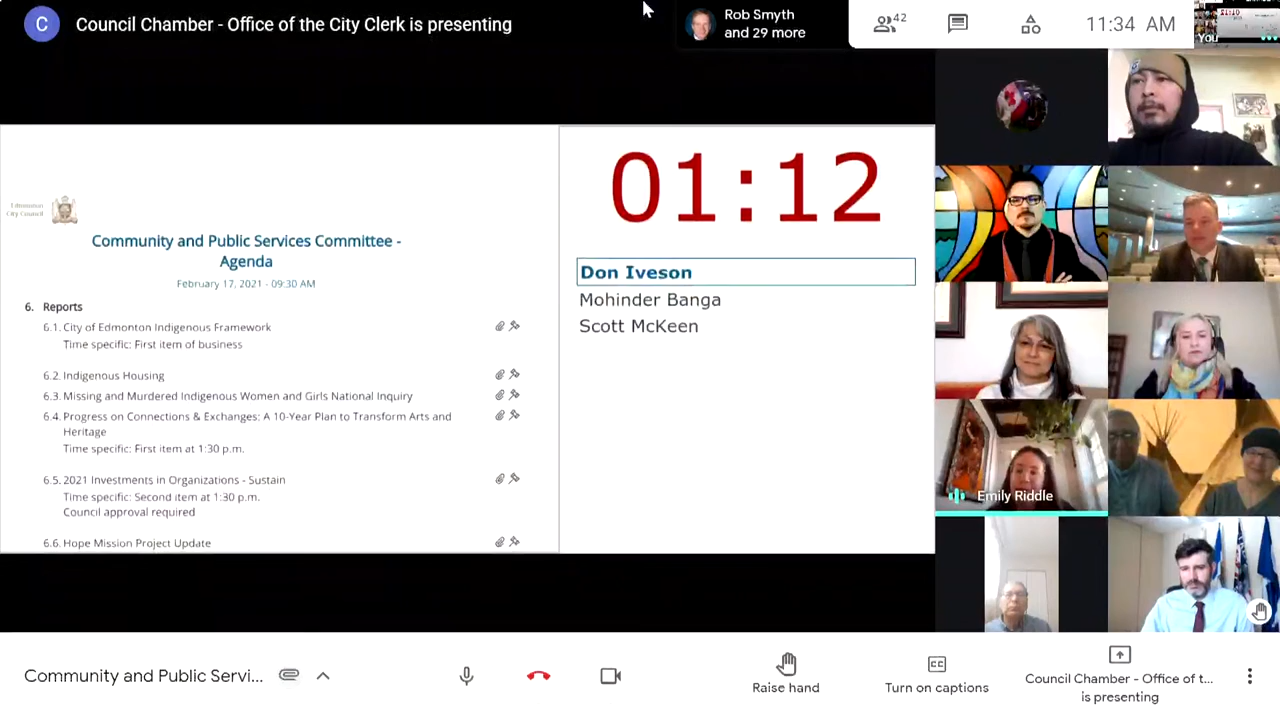 C
Council Chamber - Office of the City Clerk is presenting
Rob Smyth
and 29 more
42
11:34 AM
You
Edmonton
City Council
Community and Public Services Committee -
Agenda
February 17, 2021 - 09:30 AM
6. Reports
6.1. City of Edmonton Indigenous Framework
Time specific: First item of business
6.2. Indigenous Housing
6.3. Missing and Murdered Indigenous Women and Girls National Inquiry
6.4. Progress on Connections & Exchanges: A 10-Year Plan to Transform Arts and
Heritage
Time specific: First item at 1:30 p.m.
6.5. 2021 Investments in Organizations - Sustain
Time specific: Second item at 1:30 p.m.
Council approval required
6.6. Hope Mission Project Update
01:12
Don Iveson
Mohinder Banga
Scott McKeen
Emily Riddle
Community and Public Servi...
Raise hand
CC
Turn on captions
Council Chamber - Office of t...
is presenting